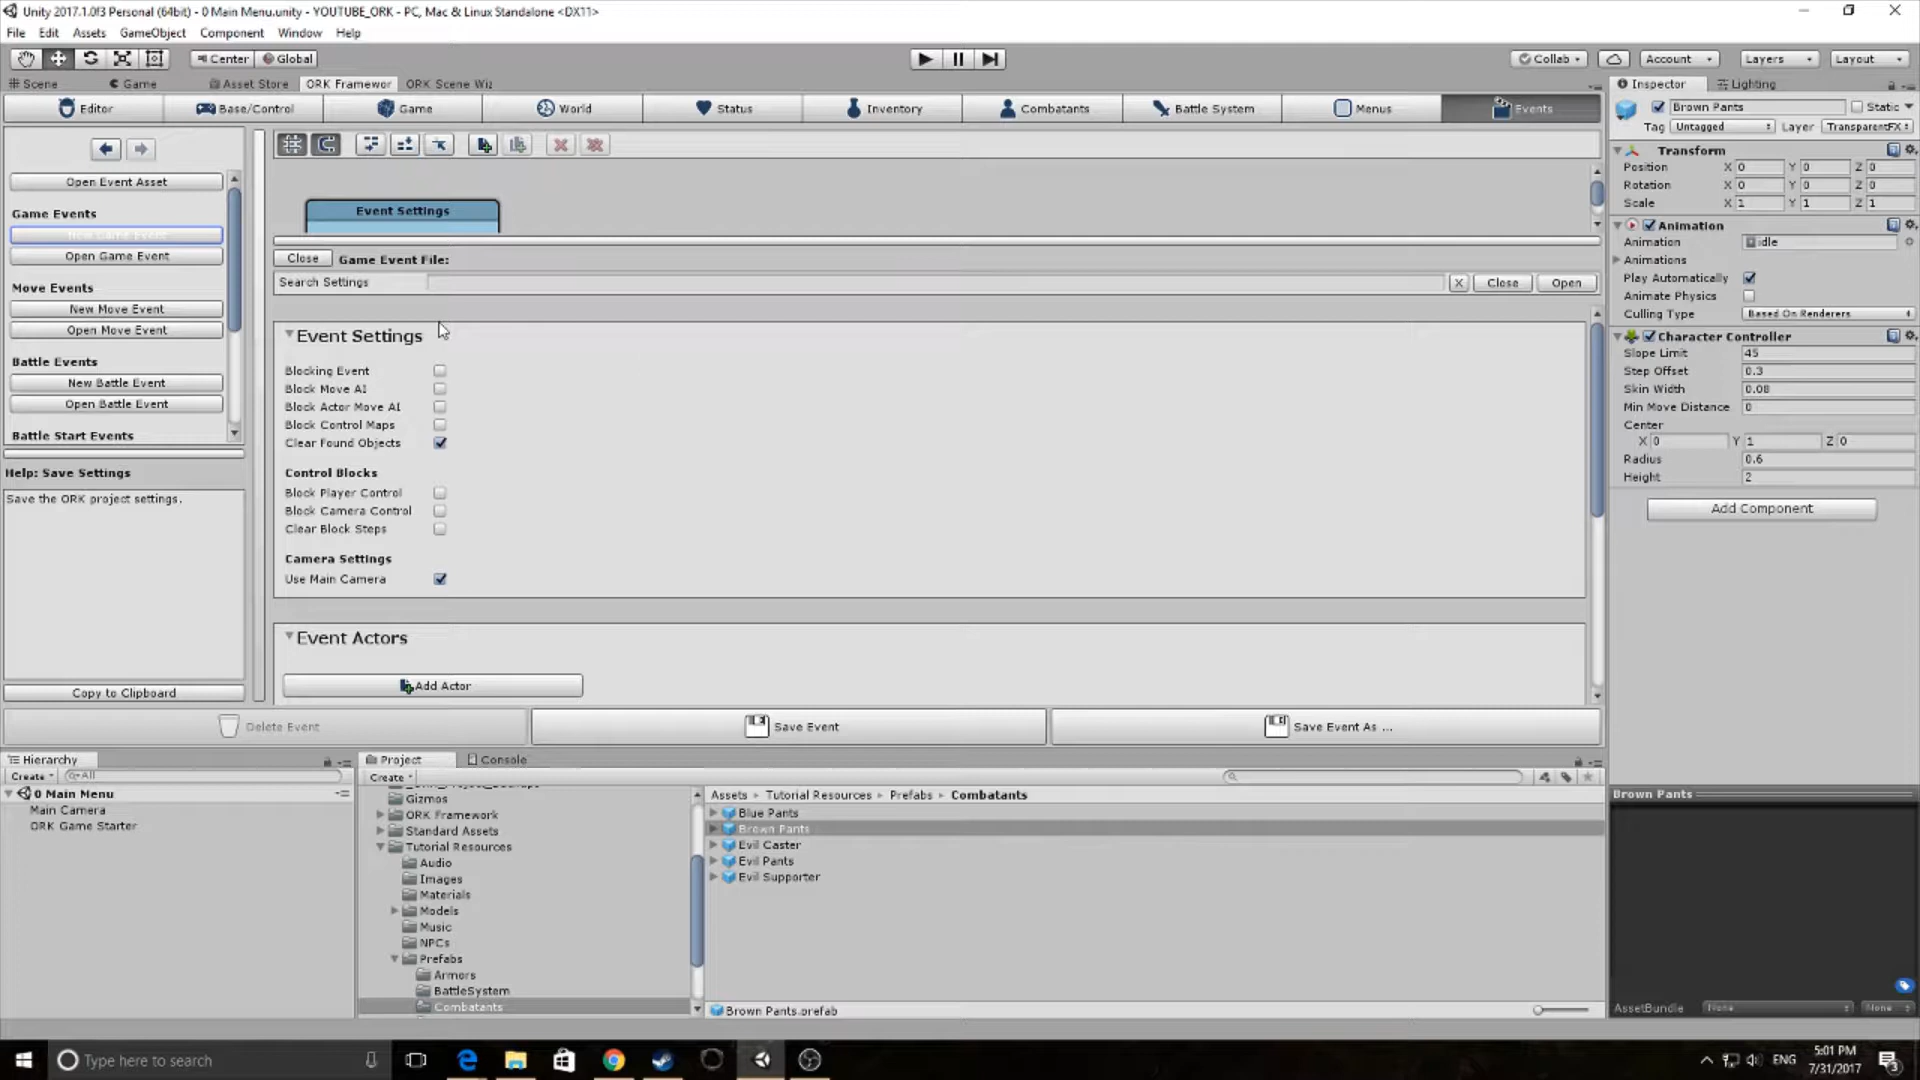 Unity 2017.1.0f3 Personal (64bit) - 0 Main Menu.unity - YOUTUBE_ORK - PC, Mac & Linux Standalone <DX11>
File Edit Assets GameObject Component Window Help
Center Global Collab Account Layers Layout
Scene Game Asset Store ORK Framewor ORK Scene Wiz
Editor Base/Control Game World Status Inventory Combatants Battle System Menus Events
Open Event Asset
Game Events
New Game Event
Open Game Event
Move Events
New Move Event
Open Move Event
Battle Events
New Battle Event
Open Battle Event
Battle Start Events
Help: Save Settings
Save the ORK project settings.
Copy to Clipboard
Event Settings
Close Game Event File:
Search Settings X Close Open
Event Settings
Blocking Event
Block Move AI
Block Actor Move AI
Block Control Maps
Clear Found Objects
Control Blocks
Block Player Control
Block Camera Control
Clear Block Steps
Camera Settings
Use Main Camera
Event Actors
Add Actor
Delete Event Save Event Save Event As ...
Inspector Lighting
Brown Pants Static
Tag Untagged Layer TransparentFX
Transform
Position X 0 Y 0 Z 0
Rotation X 0 Y 0 Z 0
Scale X 1 Y 1 Z 1
Animation
Animation idle
Animations
Play Automatically
Animate Physics
Culling Type Based On Renderers
Character Controller
Slope Limit 45
Step Offset 0.3
Skin Width 0.08
Min Move Distance 0
Center
X 0 Y 1 Z 0
Radius 0.6
Height 2
Add Component
Hierarchy
Create All
0 Main Menu
Main Camera
ORK Game Starter
Project Console
Create
Gizmos
ORK Framework
Standard Assets
Tutorial Resources
Audio
Images
Materials
Models
Music
NPCs
Prefabs
Armors
BattleSystem
Combatants
Assets Tutorial Resources Prefabs Combatants
Blue Pants
Brown Pants
Evil Caster
Evil Pants
Evil Supporter
Brown Pants.prefab
Brown Pants
AssetBundle None None
Type here to search
ENG
5:01 PM
7/31/2017
3